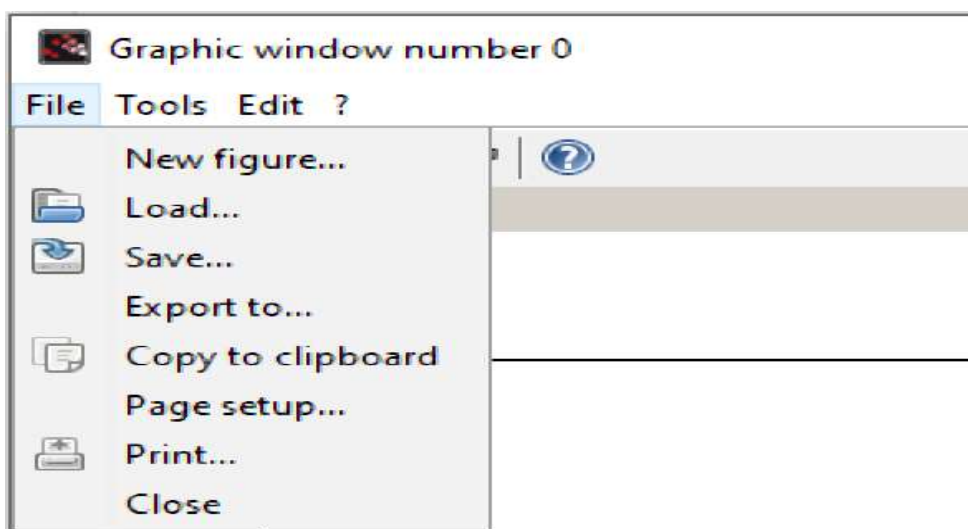 Graphic window number 0
File Tools Edit ?
New figure...
Load...
Save...
Export to...
Copy to clipboard
Page setup...
Print...
Close